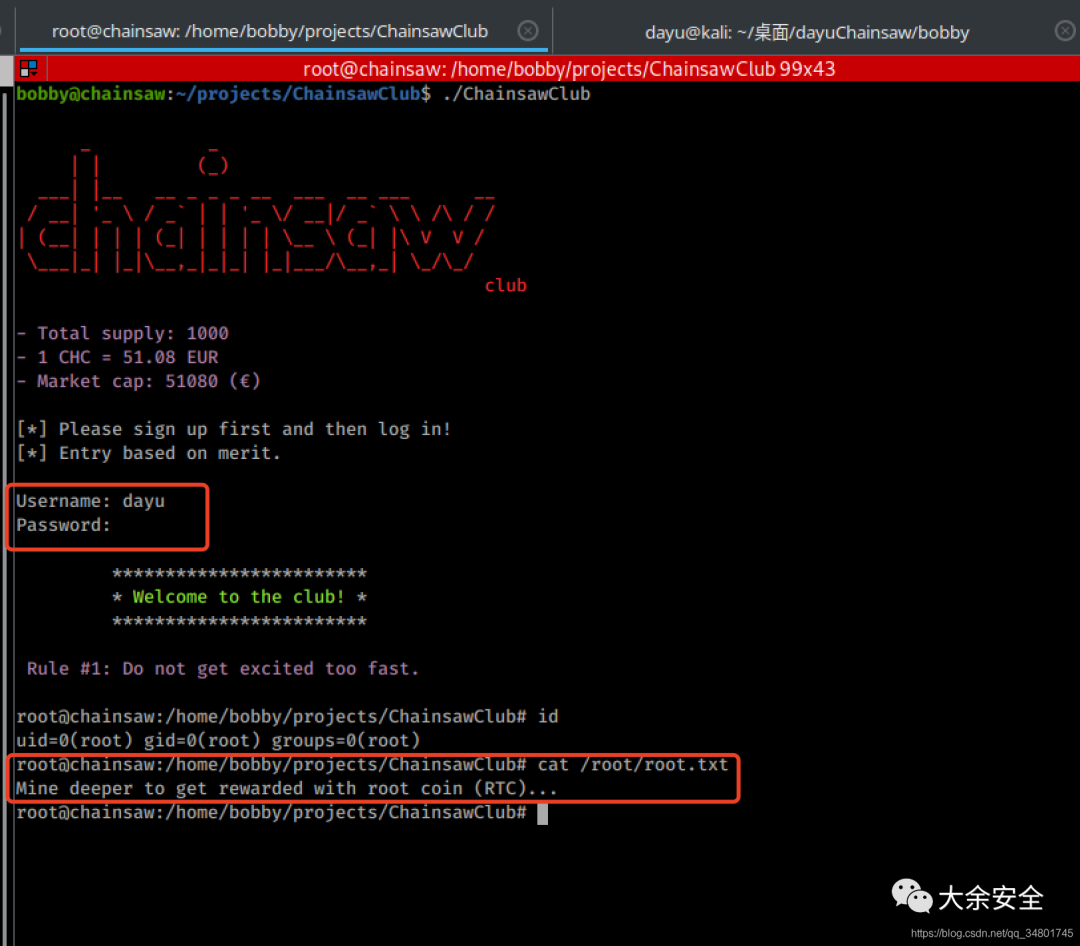 root@chainsaw: /home/bobby/projects/ChainsawClub
dayu@kali: ~/桌面/dayuChainsaw/bobby
root@chainsaw: /home/bobby/projects/ChainsawClub 99x43
bobby@chainsaw:~/projects/ChainsawClub$ ./ChainsawClub
chainsaw
club
- Total supply: 1000
- 1 CHC = 51.08 EUR
- Market cap: 51080 (€)
[*] Please sign up first and then log in!
[*] Entry based on merit.
Username: dayu
Password:
************************
* Welcome to the club! *
************************
Rule #1: Do not get excited too fast.
root@chainsaw:/home/bobby/projects/ChainsawClub# id
uid=0(root) gid=0(root) groups=0(root)
root@chainsaw:/home/bobby/projects/ChainsawClub# cat /root/root.txt
Mine deeper to get rewarded with root coin (RTC)...
root@chainsaw:/home/bobby/projects/ChainsawClub#
大余安全
https://blog.csdn.net/qq_34801745